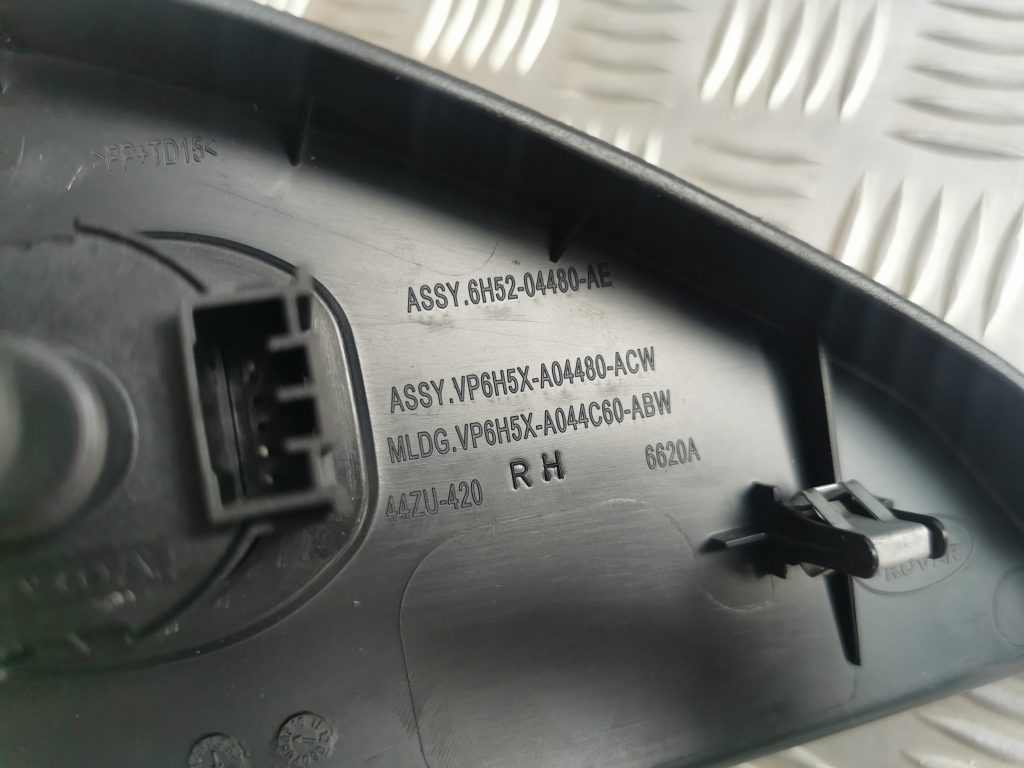 >PP+TD15<
ASSY.6H52-04480-AE
ASSY.VP6H5X-A04480-ACW
MLDG.VP6H5X-A044C60-ABW
RH
6620A
44ZU-420